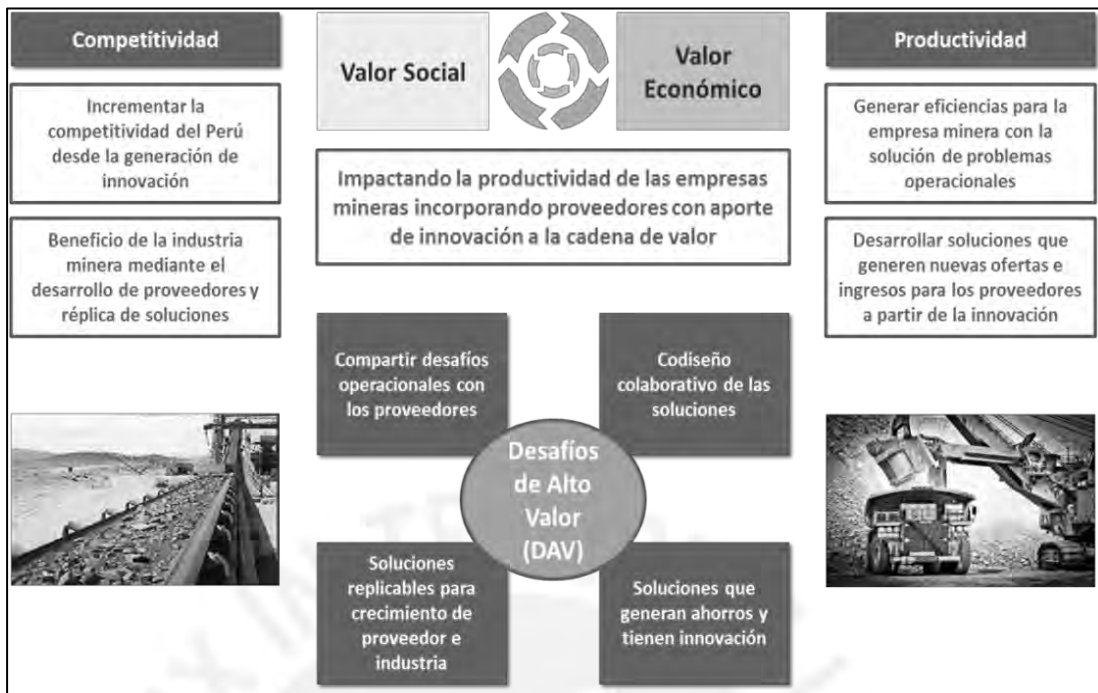 Competitividad
Incrementar la
competitividad del Perú
desde la generación de
innovación
Beneficio de la industria
minera mediante el
desarrollo de proveedores y
réplica de soluciones
Valor Social
Valor
Económico
Impactando la productividad de las empresas
mineras incorporando proveedores con aporte
de innovación a la cadena de valor
Compartir desafíos
operacionales con
los proveedores
Codiseño
colaborativo de las
soluciones
Desafíos
de Alto
Valor
(DAV)
Soluciones
replicables para
crecimiento de
proveedor e
industria
Soluciones que
generan ahorros y
tienen innovación
Productividad
Generar eficiencias para la
empresa minera con la
solución de problemas
operacionales
Desarrollar soluciones que
generen nuevas ofertas e
ingresos para los proveedores
a partir de la innovación